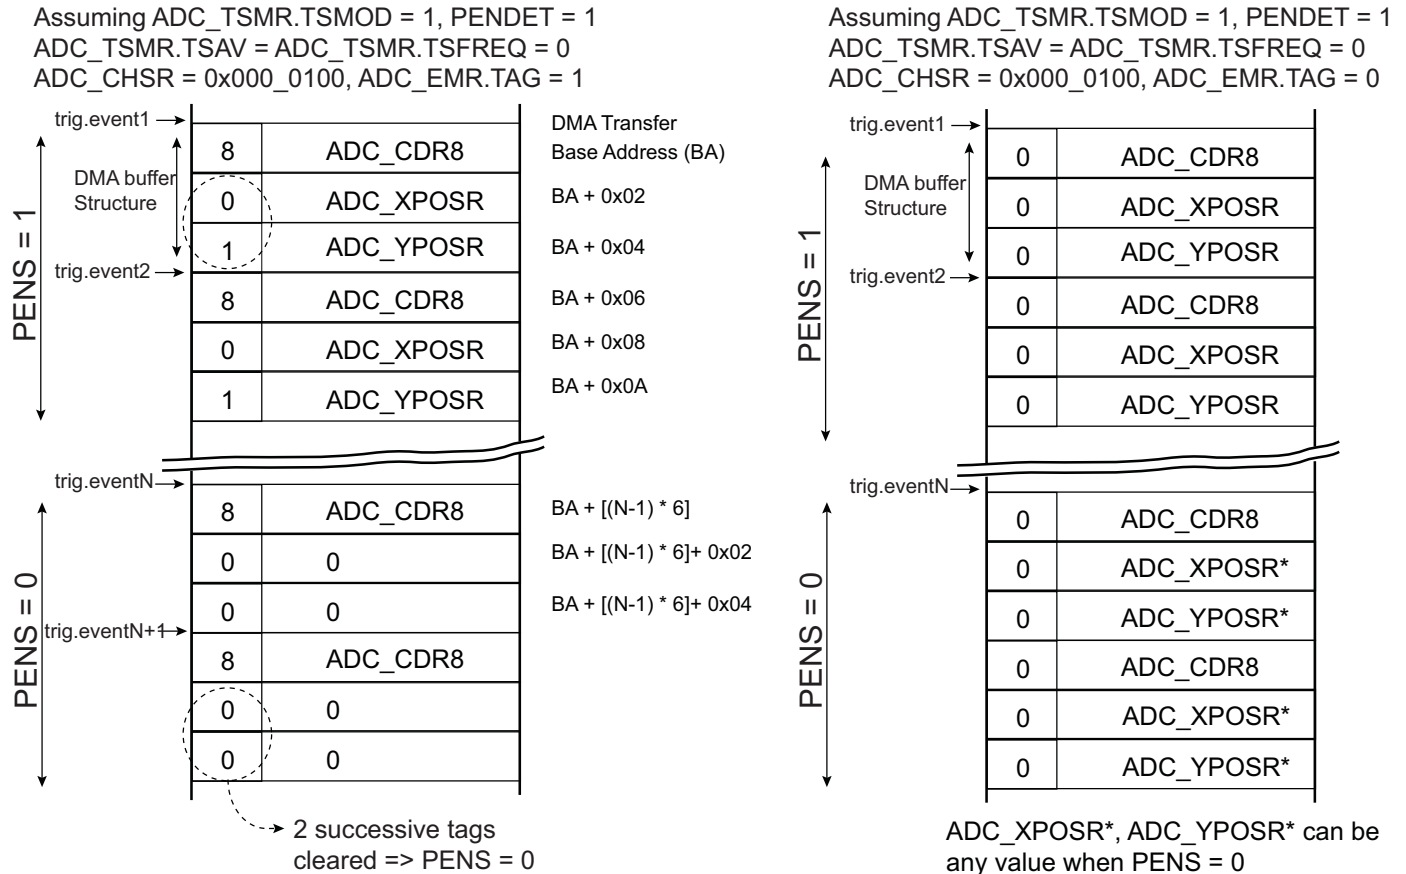 Assuming ADC_TSMR.TSMOD = 1, PENDET = 1
ADC_TSMR.TSAV = ADC_TSMR.TSFREQ = 0
ADC_CHSR = 0x000_0100, ADC_EMR.TAG = 1
trig.event1
DMA Transfer
8 ADC_CDR8 Base Address (BA)
DMA buffer
Structure
0 ADC_XPOSR BA + 0x02
1 ADC_YPOSR BA + 0x04
PENS = 1
trig.event2
8 ADC_CDR8 BA + 0x06
0 ADC_XPOSR BA + 0x08
1 ADC_YPOSR BA + 0x0A
trig.eventN
8 ADC_CDR8 BA + [(N-1) * 6]
0 0 BA + [(N-1) * 6]+ 0x02
0 0 BA + [(N-1) * 6]+ 0x04
PENS = 0
trig.eventN+1
8 ADC_CDR8
0 0
0 0
2 successive tags
cleared => PENS = 0
Assuming ADC_TSMR.TSMOD = 1, PENDET = 1
ADC_TSMR.TSAV = ADC_TSMR.TSFREQ = 0
ADC_CHSR = 0x000_0100, ADC_EMR.TAG = 0
trig.event1
0 ADC_CDR8
DMA buffer
Structure
0 ADC_XPOSR
0 ADC_YPOSR
PENS = 1
trig.event2
0 ADC_CDR8
0 ADC_XPOSR
0 ADC_YPOSR
trig.eventN
0 ADC_CDR8
0 ADC_XPOSR*
0 ADC_YPOSR*
PENS = 0
0 ADC_CDR8
0 ADC_XPOSR*
0 ADC_YPOSR*
ADC_XPOSR*, ADC_YPOSR* can be
any value when PENS = 0